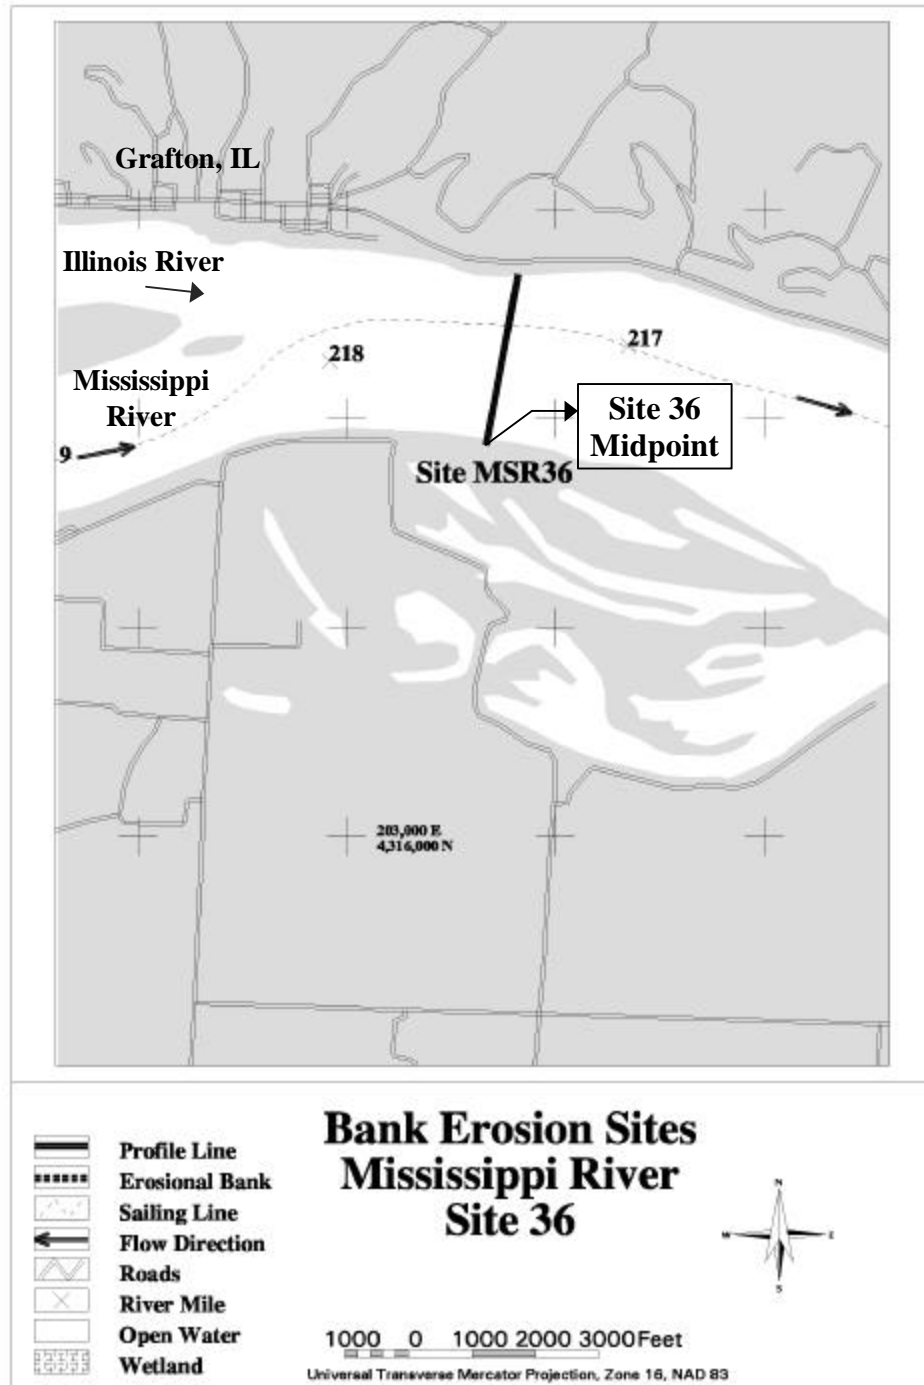 Grafton, IL
Illinois River
218
217
Mississippi
River
9
Site 36
Midpoint
Site MSR36
203,000 E
4,316,000 N
Profile Line
Erosional Bank
Sailing Line
Flow Direction
Roads
River Mile
Open Water
Wetland
Bank Erosion Sites
Mississippi River
Site 36
N
W E
S
1000 0 1000 2000 3000 Feet
Universal Transverse Mercator Projection, Zone 16, NAD 83